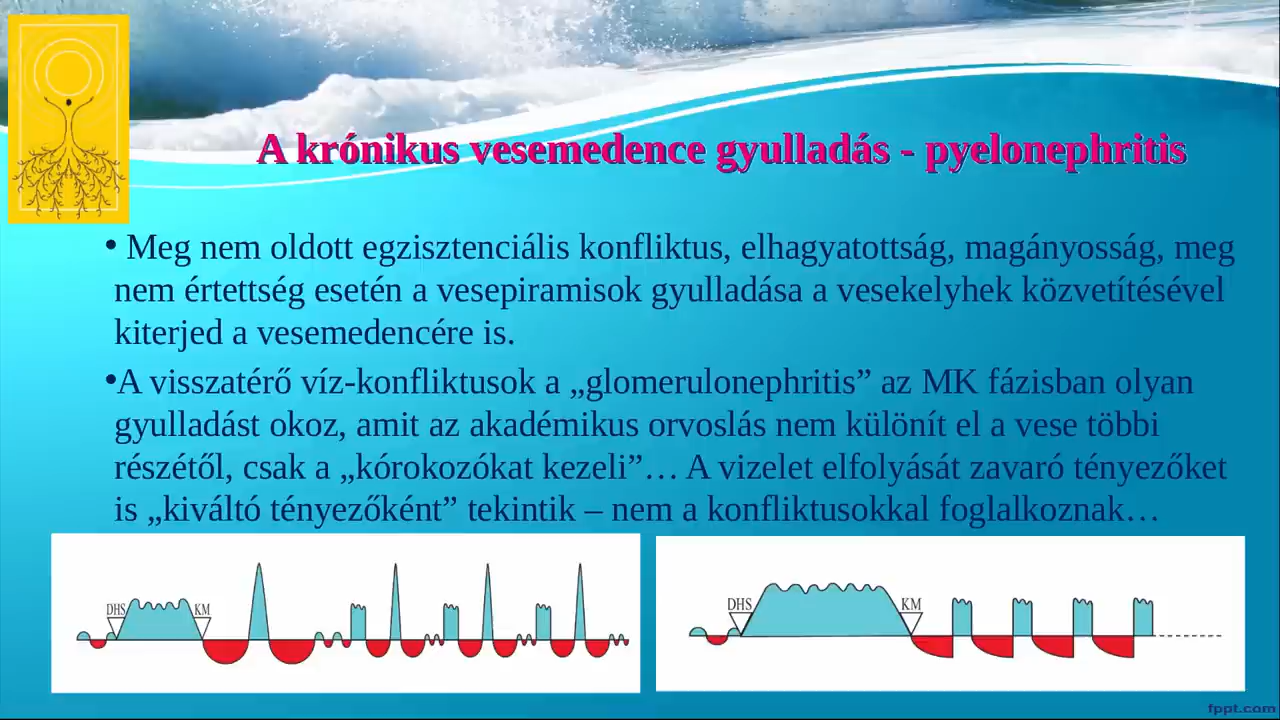 A krónikus vesemedence gyulladás - pyelonephritis
• Meg nem oldott egzisztenciális konfliktus, elhagyatottság, magányosság, meg
nem értettség esetén a vesepiramisok gyulladása a vesekelyhek közvetítésével
kiterjed a vesemedencére is.
•A visszatérő víz-konfliktusok a „glomerulonephritis” az MK fázisban olyan
gyulladást okoz, amit az akadémikus orvoslás nem különít el a vese többi
részétől, csak a „kórokozókat kezeli”… A vizelet elfolyását zavaró tényezőket
is „kiváltó tényezőként” tekintik – nem a konfliktusokkal foglalkoznak…
DHS KM
DHS KM
fppt.com